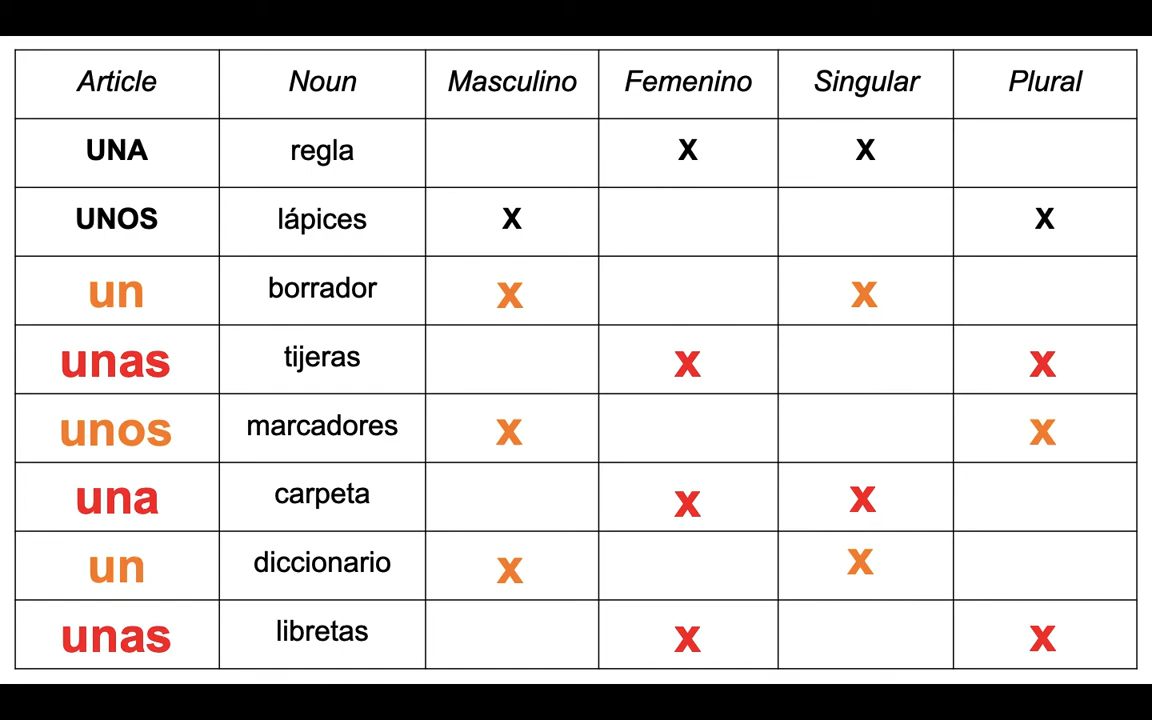 Article Noun Masculino Femenino Singular Plural
UNA regla X X
UNOS lápices X X
un borrador x x
unas tijeras x x
unos marcadores x x
una carpeta x x
un diccionario x x
unas libretas x x